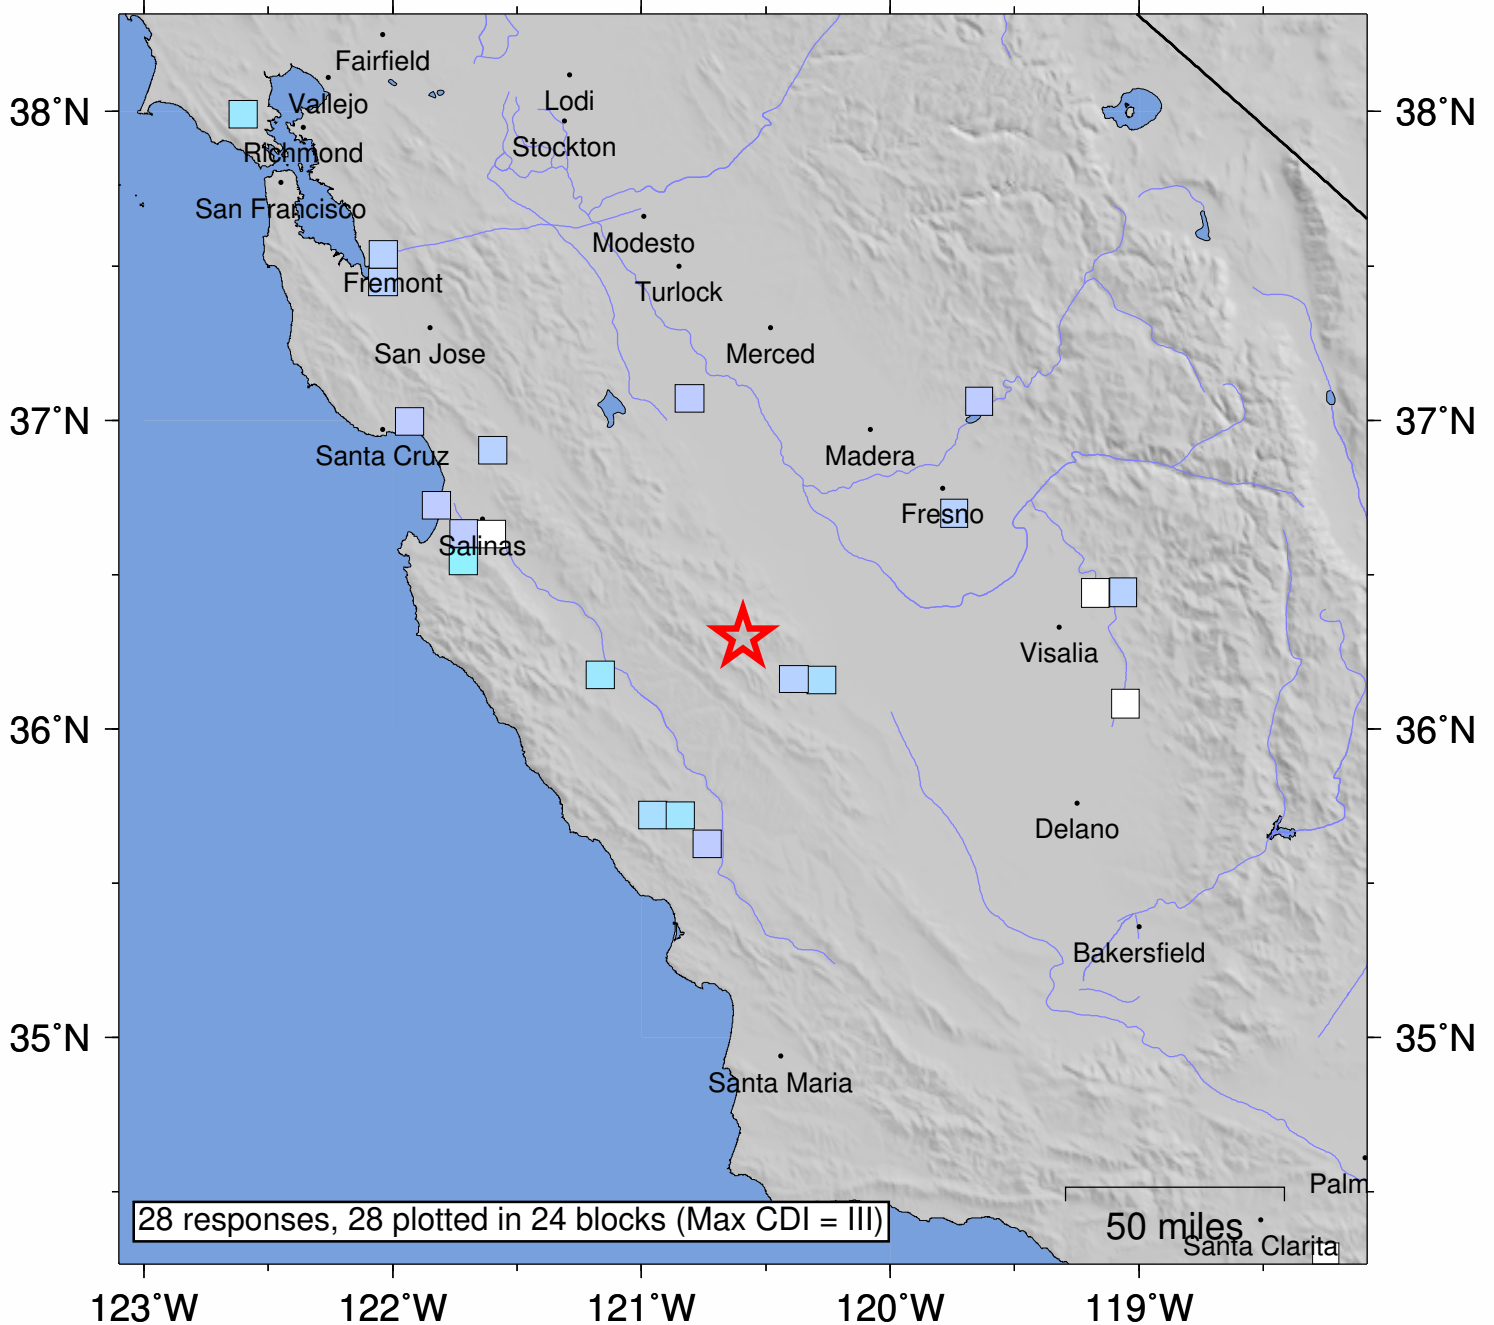 Fairfield
Lodi
Vallejo
38˚N
38˚N
Stockton
Richmond
San Francisco
Modesto
Fremont
Turlock
San Jose
Merced
37˚N
37˚N
Santa Cruz
Madera
Fresno
Salinas
Visalia
36˚N
36˚N
Delano
Bakersfield
35˚N
35˚N
Santa Maria
Palm
28 responses, 28 plotted in 24 blocks (Max CDI = III)
50 miles
Santa Clarita
123˚W
122˚W
121˚W
120˚W
119˚W